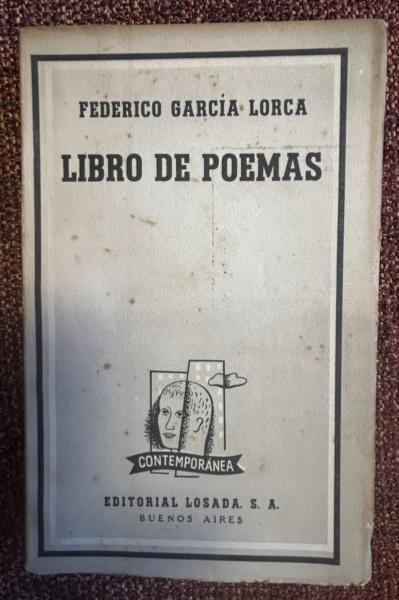 FEDERICO GARCÍA LORCA
LIBRO DE POEMAS
CONTEMPORÁNEA
EDITORIAL LOSADA, S. A.
BUENOS AIRES